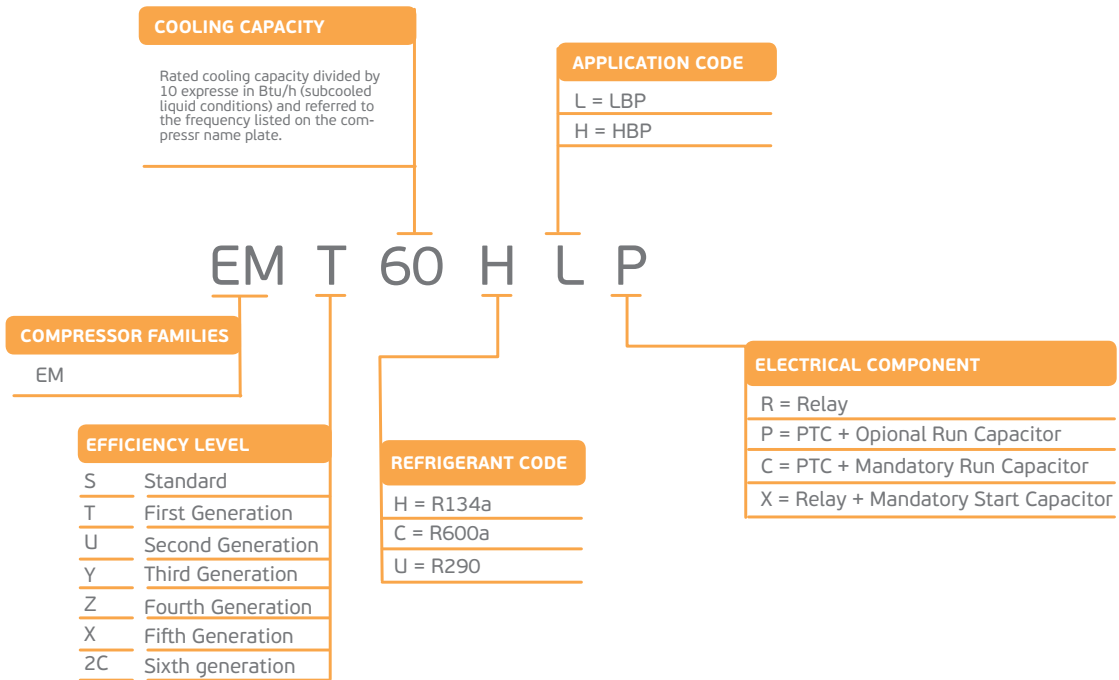 COOLING CAPACITY
Rated cooling capacity divided by
10 expresse in Btu/h (subcooled
liquid conditions) and referred to
the frequency listed on the com-
pressr name plate.
APPLICATION CODE
L = LBP
H = HBP
EM T 60 H L P
COMPRESSOR FAMILIES
EM
EFFICIENCY LEVEL
S Standard
T First Generation
U Second Generation
Y Third Generation
Z Fourth Generation
X Fifth Generation
2C Sixth generation
REFRIGERANT CODE
H = R134a
C = R600a
U = R290
ELECTRICAL COMPONENT
R = Relay
P = PTC + Opional Run Capacitor
C = PTC + Mandatory Run Capacitor
X = Relay + Mandatory Start Capacitor